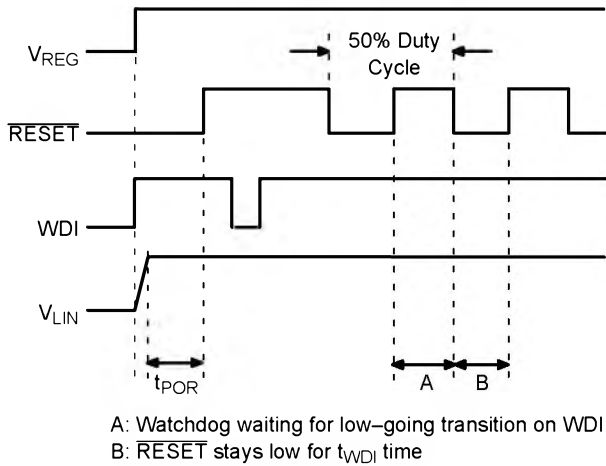 50% Duty
Cycle
VREG
RESET
WDI
VLIN
tPOR
A
B
A: Watchdog waiting for low–going transition on WDI
B: RESET stays low for tWDI time